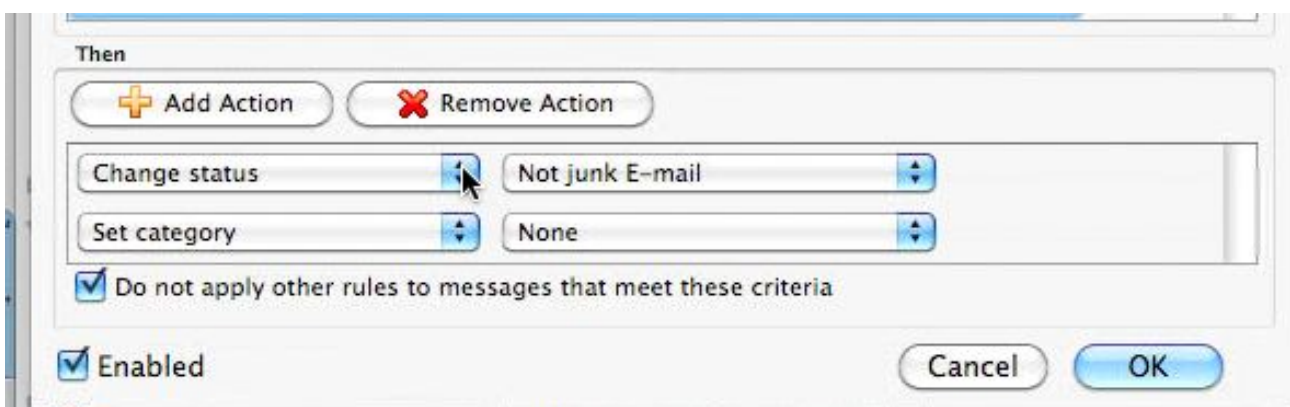 Then
Add Action Remove Action
Change status Not junk E-mail
Set category None
Do not apply other rules to messages that meet these criteria
Enabled Cancel OK